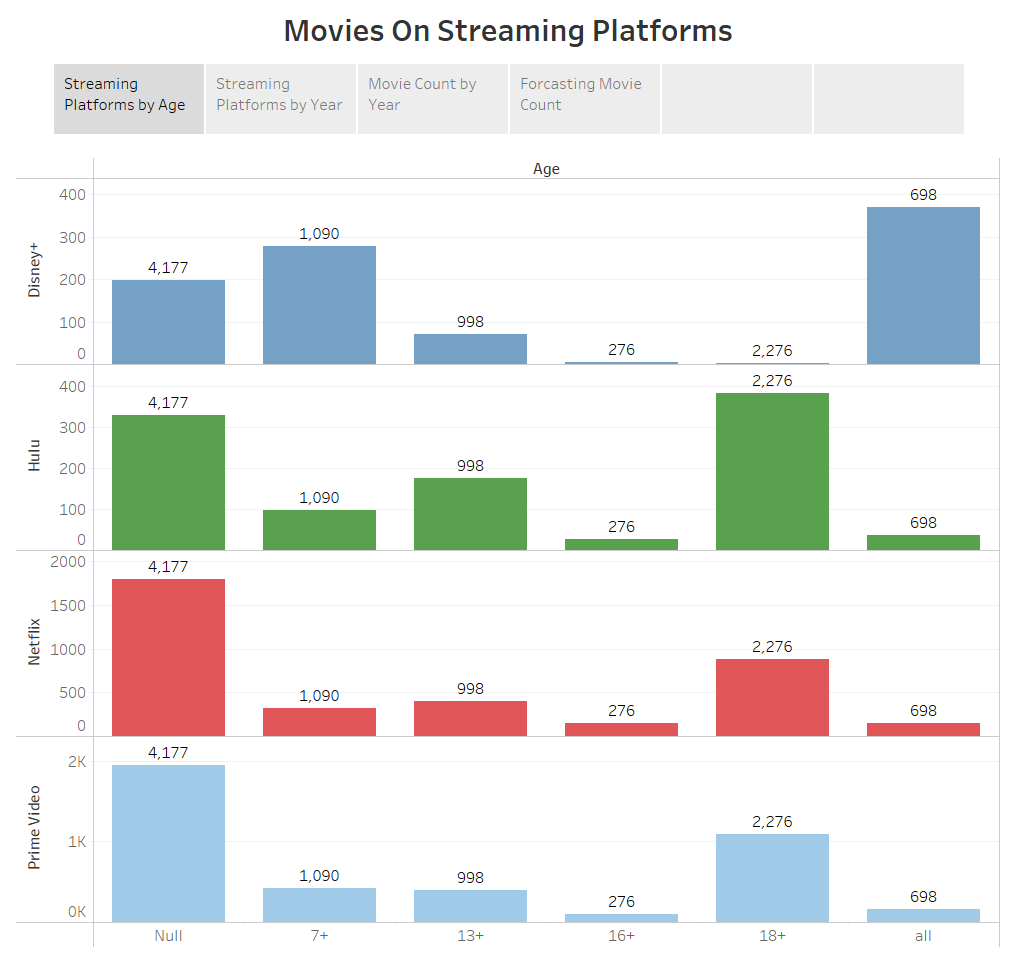 Movies On Streaming Platforms
Streaming
Platforms by Age
Streaming
Platforms by Year
Movie Count by
Year
Forcasting Movie
Count
Age
Disney+
400
300
200
100
0
4,177
1,090
998
276
2,276
698
Hulu
400
300
200
100
0
4,177
1,090
998
276
2,276
698
Netflix
2000
1500
1000
500
0
4,177
1,090
998
276
2,276
698
Prime Video
2K
1K
0K
4,177
1,090
998
276
2,276
698
Null
7+
13+
16+
18+
all